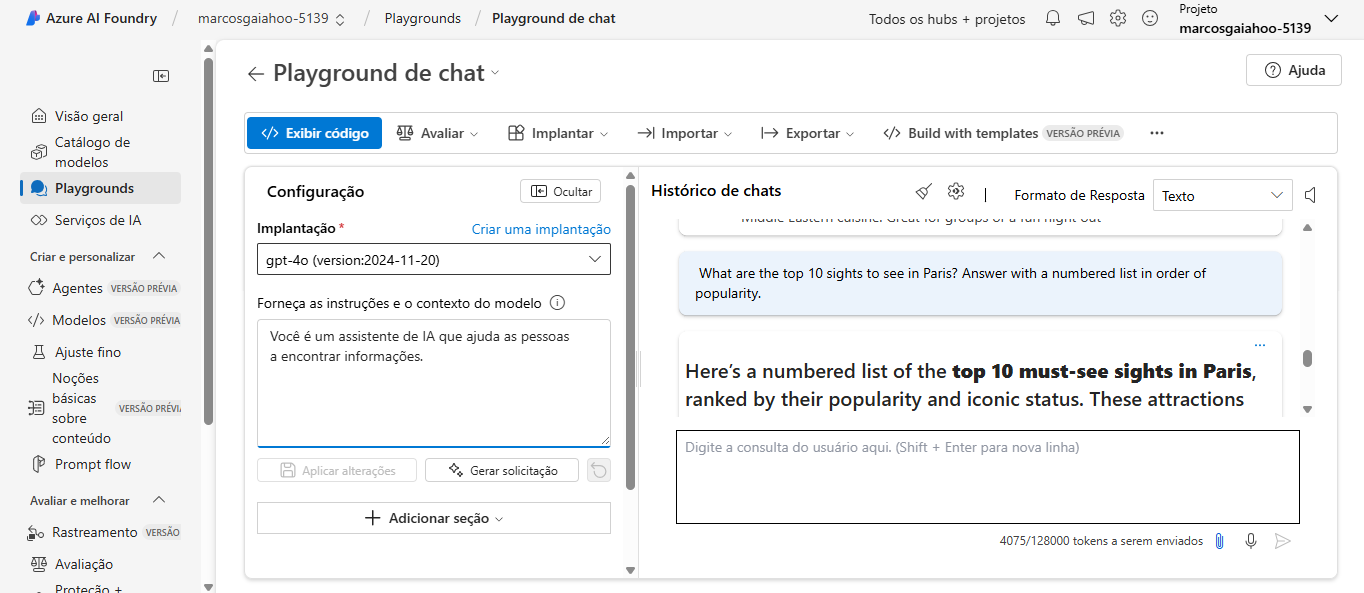 Azure AI Foundry / marcosgaiahoo-5139 / Playgrounds / Playground de chat
Todos os hubs + projetos
Projeto
marcosgaiahoo-5139
Visão geral
Catálogo de
modelos
Playgrounds
Serviços de IA
Criar e personalizar
Agentes VERSÃO PRÉVIA
Modelos VERSÃO PRÉVIA
Ajuste fino
Noções
básicas
sobre
conteúdo
VERSÃO PRÉVI
Prompt flow
Avaliar e melhorar
Rastreamento VERSÃO
Avaliação
Proteção +
Playground de chat
Ajuda
Exibir código
Avaliar
Implantar
Importar
Exportar
Build with templates VERSÃO PRÉVIA
Configuração
Ocultar
Implantação *
Criar uma implantação
gpt-4o (version:2024-11-20)
Forneça as instruções e o contexto do modelo
Você é um assistente de IA que ajuda as pessoas
a encontrar informações.
Aplicar alterações
Gerar solicitação
Adicionar seção
Histórico de chats
Formato de Resposta
Texto
Middle Eastern cuisine. Great for groups or a fun night out
What are the top 10 sights to see in Paris? Answer with a numbered list in order of
popularity.
Here’s a numbered list of the top 10 must-see sights in Paris,
ranked by their popularity and iconic status. These attractions
Digite a consulta do usuário aqui. (Shift + Enter para nova linha)
4075/128000 tokens a serem enviados